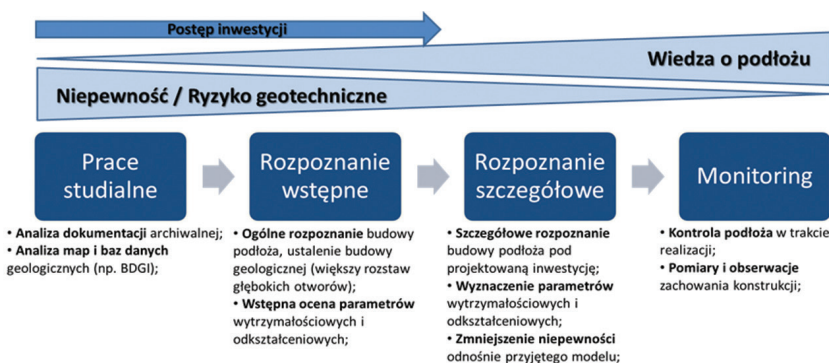 Postęp inwestycji
Wiedza o podłożu
Niepewność / Ryzyko geotechniczne
Prace
studialne
• Analiza dokumentacji archiwalnej;
• Analiza map i baz danych
geologicznych (np. BDGI);
Rozpoznanie
wstępne
• Ogólne rozpoznanie budowy
podłoża, ustalenie budowy
geologicznej (większy rozstaw
głębokich otworów);
• Wstępna ocena parametrów
wytrzymałościowych i
odkształceniowych;
Rozpoznanie
szczegółowe
• Szczegółowe rozpoznanie
budowy podłoża pod
projektowaną inwestycję;
• Wyznaczenie parametrów
wytrzymałościowych i
odkształceniowych;
• Zmniejszenie niepewności
odnośnie przyjętego modelu;
Monitoring
• Kontrola podłoża w trakcie
realizacji;
• Pomiary i obserwacje
zachowania konstrukcji;